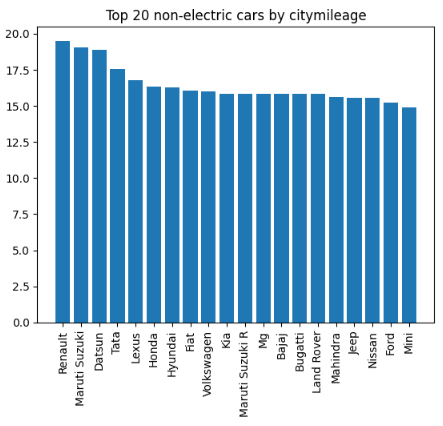 Top 20 non-electric cars by citymileage
20.0
17.5
15.0
12.5
10.0
7.5
5.0
2.5
0.0
Renault
Maruti Suzuki
Datsun
Tata
Lexus
Honda
Hyundai
Fiat
Volkswagen
Kia
Maruti Suzuki R
Mg
Bajaj
Bugatti
Land Rover
Mahindra
Jeep
Nissan
Ford
Mini